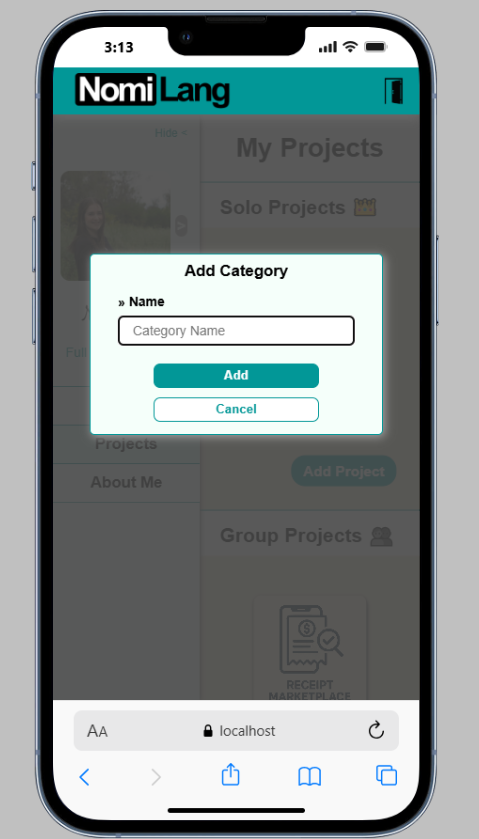 3:13
NomiLang
Hide
My Projects
Solo Projects
Add Category
» Name
Category Name
Add
Cancel
Projects
About Me
Add Project
Group Projects
RECEIPT
MARKETPLACE
AA
localhost